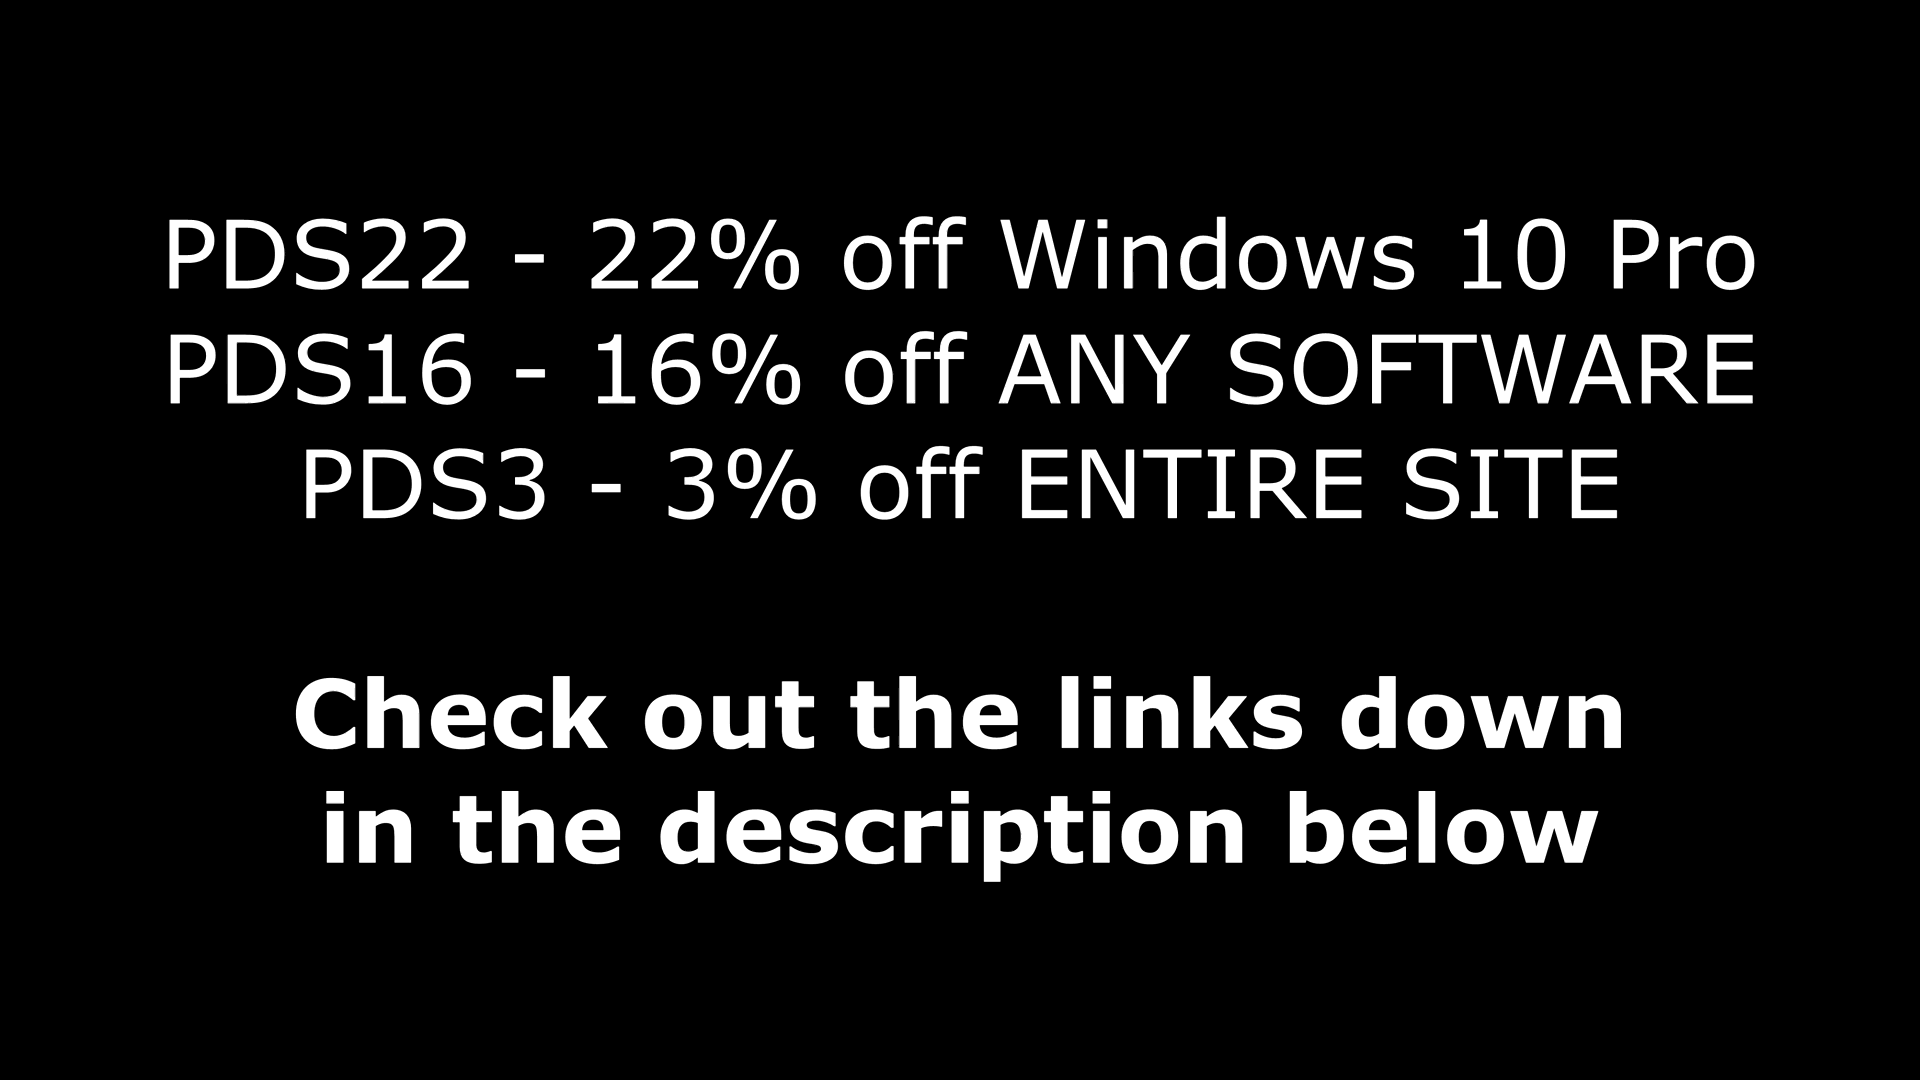 PDS22 - 22% off Windows 10 Pro
PDS16 - 16% off ANY SOFTWARE
PDS3 - 3% off ENTIRE SITE
Check out the links down
in the description below